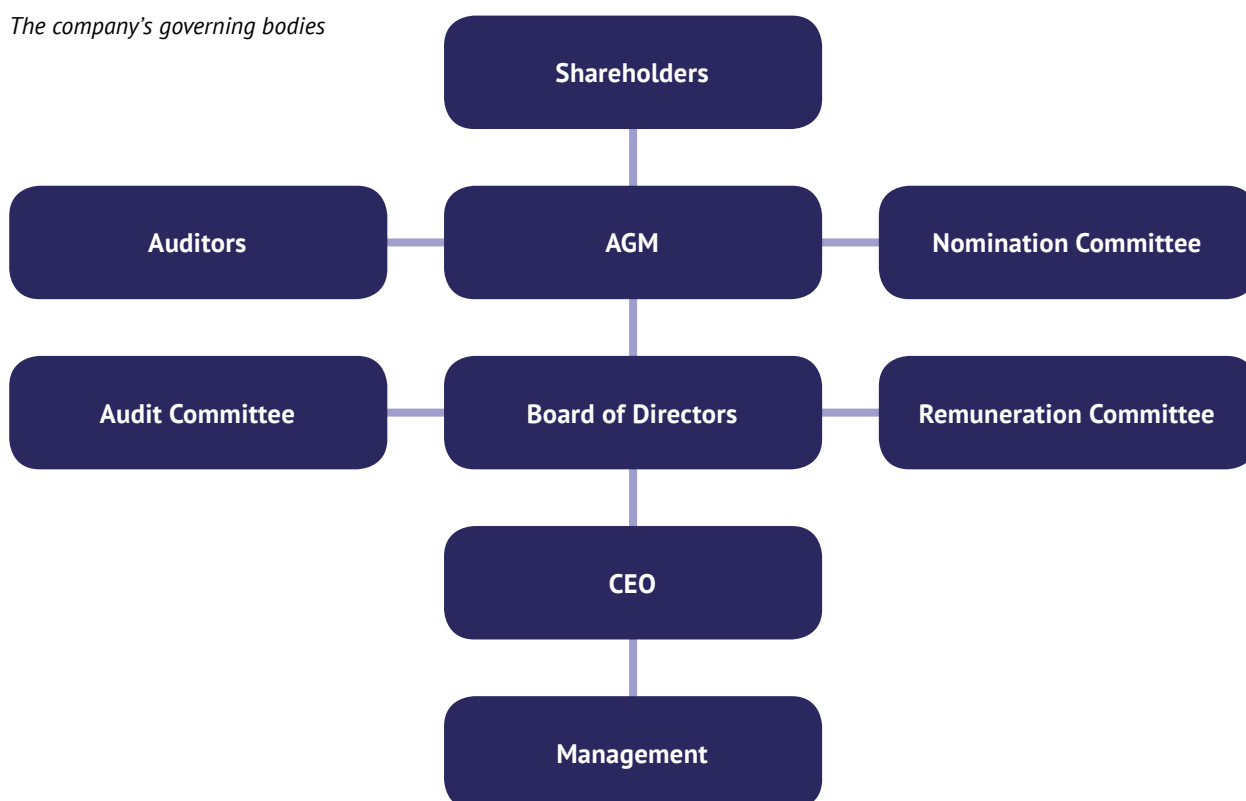 The company’s governing bodies
Shareholders
Auditors
AGM
Nomination Committee
Audit Committee
Board of Directors
Remuneration Committee
CEO
Management